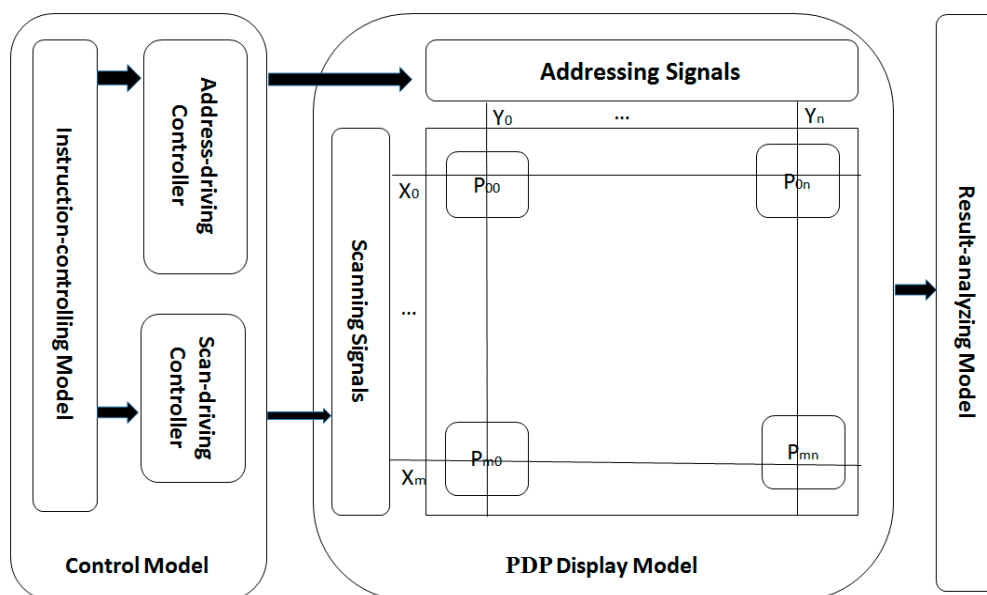 Instruction-controlling Model
Address-driving
Controller
Scan-driving
Controller
Control Model
Addressing Signals
Y0 ... Yn
Scanning Signals
X0
...
Xm
P00
P0n
Pm0
Pmn
PDP Display Model
Result-analyzing Model